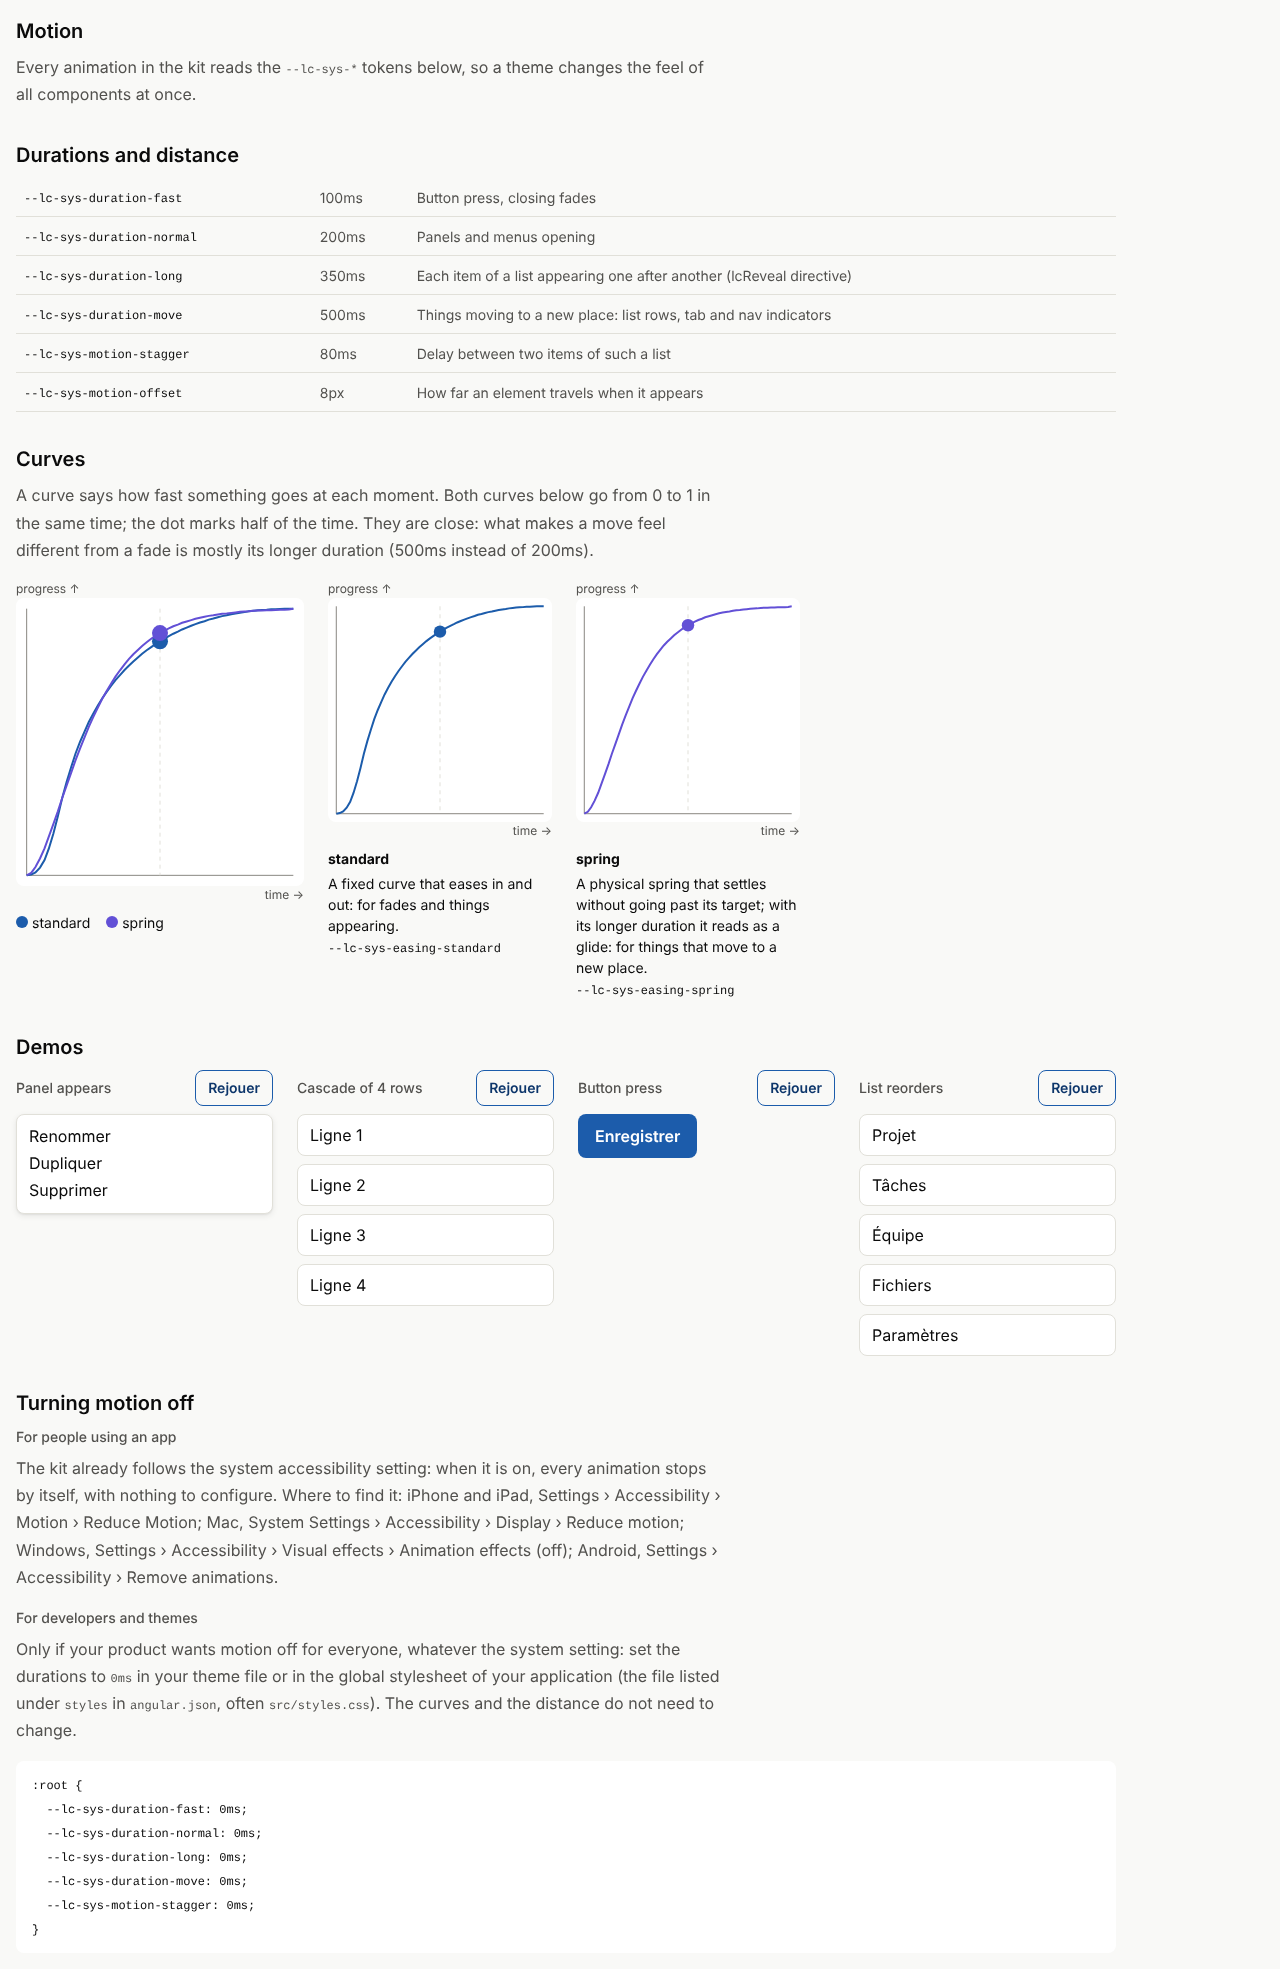 Motion
Every animation in the kit reads the --lc-sys-* tokens below, so a theme changes the feel of
all components at once.
Durations and distance
--lc-sys-duration-fast 100ms Button press, closing fades
--lc-sys-duration-normal 200ms Panels and menus opening
--lc-sys-duration-long 350ms Each item of a list appearing one after another (lcReveal directive)
--lc-sys-duration-move 500ms Things moving to a new place: list rows, tab and nav indicators
--lc-sys-motion-stagger 80ms Delay between two items of such a list
--lc-sys-motion-offset 8px How far an element travels when it appears
Curves
A curve says how fast something goes at each moment. Both curves below go from 0 to 1 in
the same time; the dot marks half of the time. They are close: what makes a move feel
different from a fade is mostly its longer duration (500ms instead of 200ms).
progress ↑
time →
standard spring
progress ↑
time →
standard
A fixed curve that eases in and
out: for fades and things
appearing.
--lc-sys-easing-standard
progress ↑
time →
spring
A physical spring that settles
without going past its target; with
its longer duration it reads as a
glide: for things that move to a
new place.
--lc-sys-easing-spring
Demos
Panel appears Rejouer
Renommer
Dupliquer
Supprimer
Cascade of 4 rows Rejouer
Ligne 1
Ligne 2
Ligne 3
Ligne 4
Button press Rejouer
Enregistrer
List reorders Rejouer
Projet
Tâches
Équipe
Fichiers
Paramètres
Turning motion off
For people using an app
The kit already follows the system accessibility setting: when it is on, every animation stops
by itself, with nothing to configure. Where to find it: iPhone and iPad, Settings › Accessibility ›
Motion › Reduce Motion; Mac, System Settings › Accessibility › Display › Reduce motion;
Windows, Settings › Accessibility › Visual effects › Animation effects (off); Android, Settings ›
Accessibility › Remove animations.
For developers and themes
Only if your product wants motion off for everyone, whatever the system setting: set the
durations to 0ms in your theme file or in the global stylesheet of your application (the file listed
under styles in angular.json, often src/styles.css). The curves and the distance do not need to
change.
:root {
  --lc-sys-duration-fast: 0ms;
  --lc-sys-duration-normal: 0ms;
  --lc-sys-duration-long: 0ms;
  --lc-sys-duration-move: 0ms;
  --lc-sys-motion-stagger: 0ms;
}